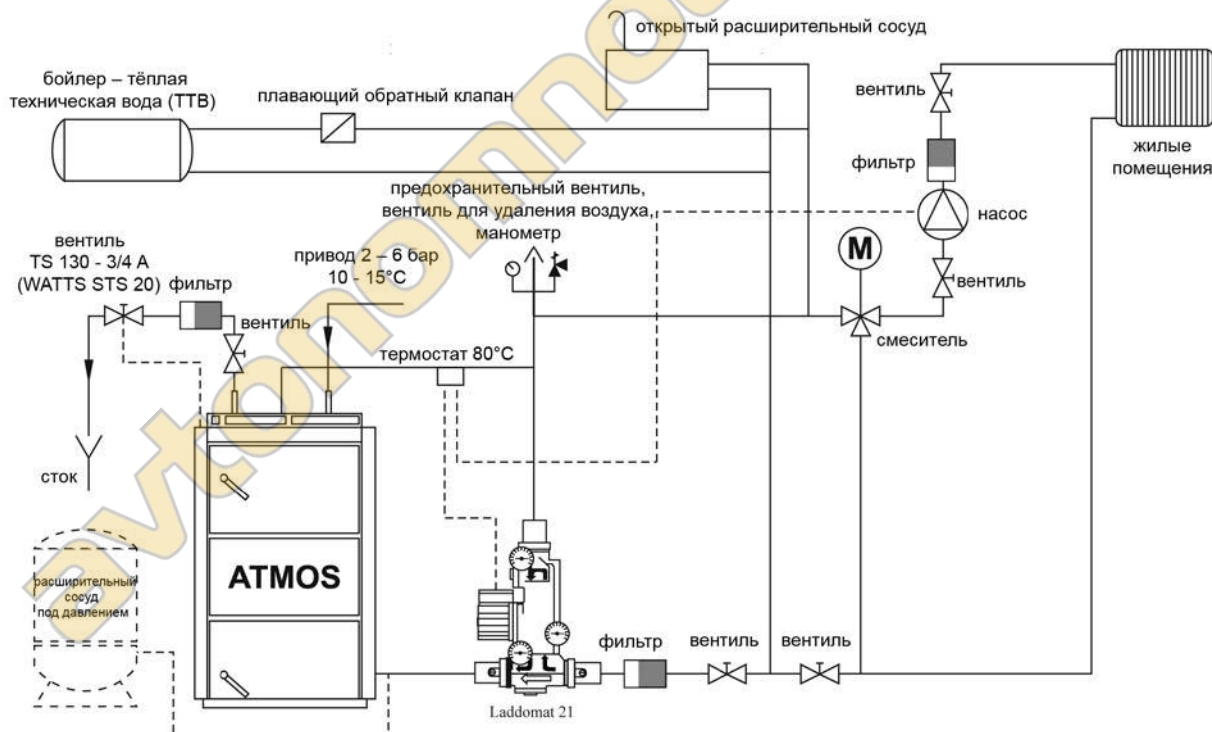 открытый расширительный сосуд
бойлер – тёплая
техническая вода (ТТВ)
плавающий обратный клапан
вентиль
фильтр
жилые
помещения
насос
предохранительный вентиль,
вентиль для удаления воздуха,
манометр
M
вентиль
смеситель
вентиль
TS 130 - 3/4 A
(WATTS STS 20)
фильтр
привод 2 – 6 бар
10 - 15°C
вентиль
термостат 80°C
сток
ATMOS
расширительный
сосуд
под давлением
фильтр
вентиль
вентиль
Laddomat 21